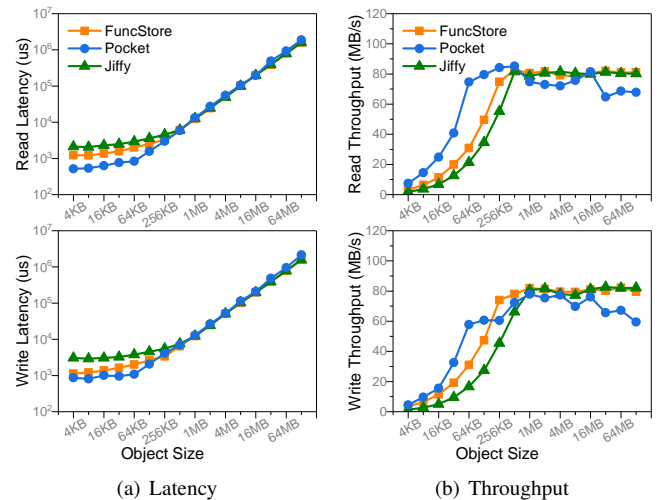 Read Latency (us)
10^7
10^6
10^5
10^4
10^3
10^2
FuncStore
Pocket
Jiffy
4KB
16KB
64KB
256KB
1MB
4MB
16MB
64MB
Read Throughput (MB/s)
120
100
80
60
40
20
0
FuncStore
Pocket
Jiffy
4KB
16KB
64KB
256KB
1MB
4MB
16MB
64MB
Write Latency (us)
10^7
10^6
10^5
10^4
10^3
10^2
4KB
16KB
64KB
256KB
1MB
4MB
16MB
64MB
Object Size
Write Throughput (MB/s)
120
100
80
60
40
20
0
4KB
16KB
64KB
256KB
1MB
4MB
16MB
64MB
Object Size
(a) Latency
(b) Throughput